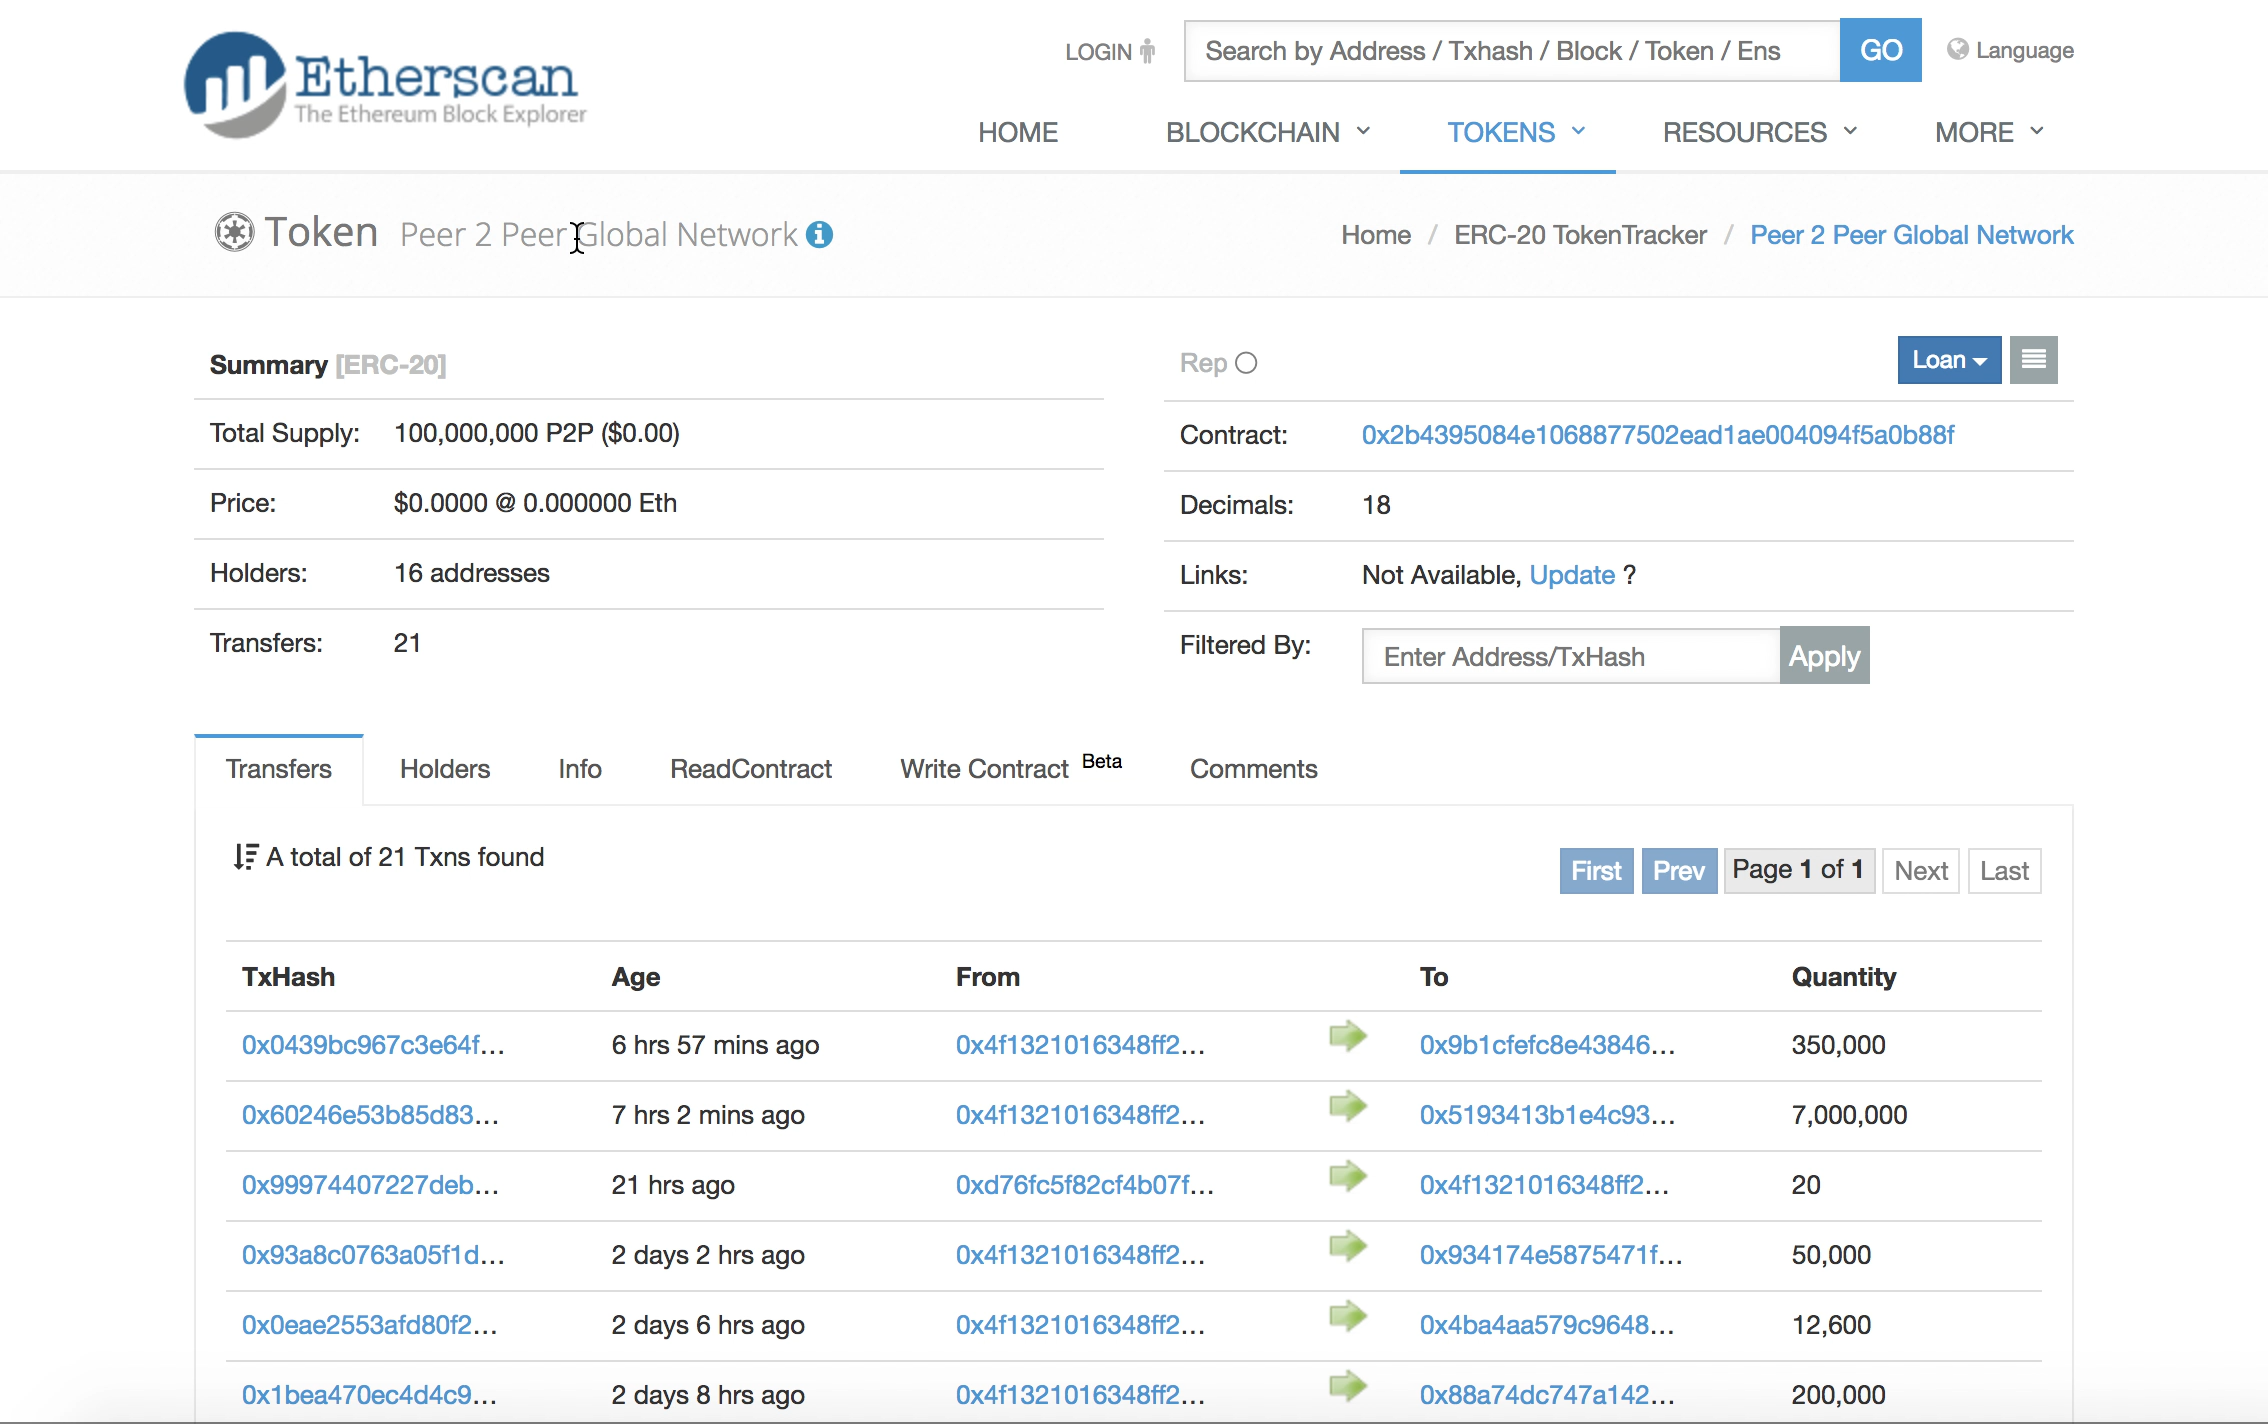 Etherscan
The Ethereum Block Explorer
LOGIN
Search by Address / Txhash / Block / Token / Ens
GO
Language
HOME
BLOCKCHAIN
TOKENS
RESOURCES
MORE
Token Peer 2 Peer Global Network
Home / ERC-20 TokenTracker / Peer 2 Peer Global Network
Summary [ERC-20]
Total Supply: 100,000,000 P2P ($0.00)
Price: $0.0000 @ 0.000000 Eth
Holders: 16 addresses
Transfers: 21
Rep
Loan
Contract: 0x2b4395084e1068877502ead1ae004094f5a0b88f
Decimals: 18
Links: Not Available, Update ?
Filtered By: Enter Address/TxHash Apply
Transfers Holders Info ReadContract Write Contract Beta Comments
A total of 21 Txns found
First Prev Page 1 of 1 Next Last
TxHash Age From To Quantity
0x0439bc967c3e64f... 6 hrs 57 mins ago 0x4f1321016348ff2... 0x9b1cfefc8e43846... 350,000
0x60246e53b85d83... 7 hrs 2 mins ago 0x4f1321016348ff2... 0x5193413b1e4c93... 7,000,000
0x99974407227deb... 21 hrs ago 0xd76fc5f82cf4b07f... 0x4f1321016348ff2... 20
0x93a8c0763a05f1d... 2 days 2 hrs ago 0x4f1321016348ff2... 0x934174e5875471f... 50,000
0x0eae2553afd80f2... 2 days 6 hrs ago 0x4f1321016348ff2... 0x4ba4aa579c9648... 12,600
0x1bea470ec4d4c9... 2 days 8 hrs ago 0x4f1321016348ff2... 0x88a74dc747a142... 200,000